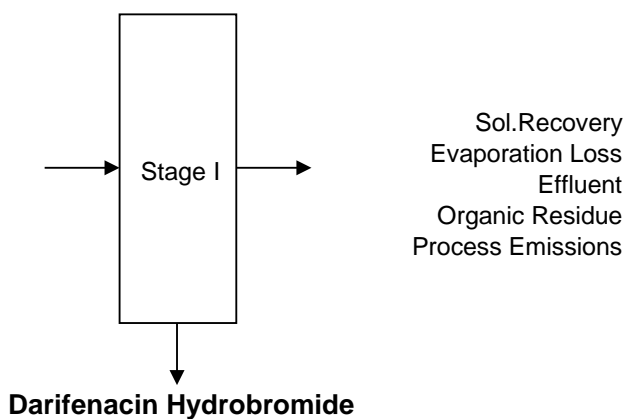 Stage I
Sol.Recovery
Evaporation Loss
Effluent
Organic Residue
Process Emissions
Darifenacin Hydrobromide